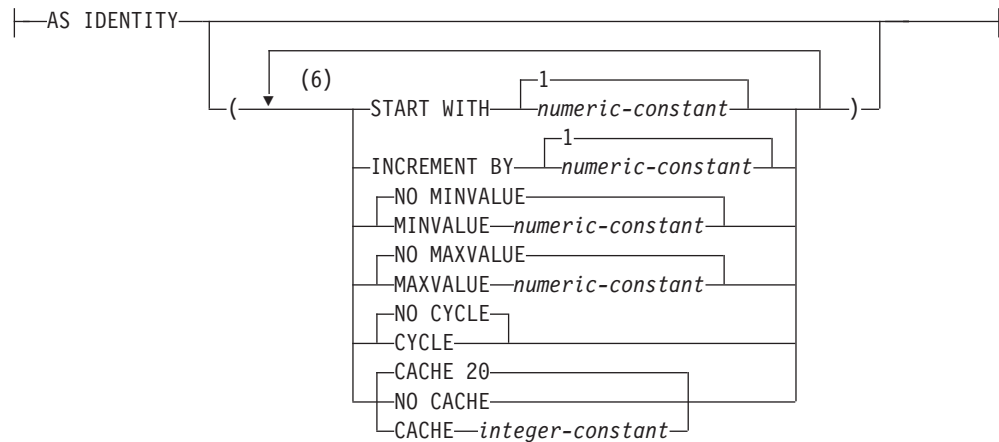 AS IDENTITY
(6) 1
( START WITH numeric-constant )
1
INCREMENT BY numeric-constant
NO MINVALUE
MINVALUE numeric-constant
NO MAXVALUE
MAXVALUE numeric-constant
NO CYCLE
CYCLE
CACHE 20
NO CACHE
CACHE integer-constant